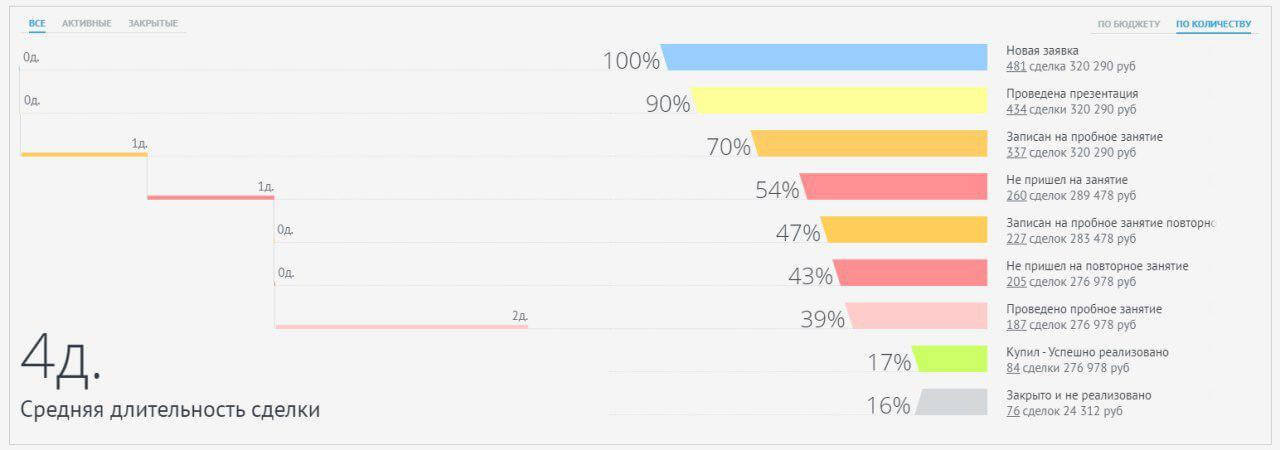 ВСЕ АКТИВНЫЕ ЗАКРЫТЫЕ
ПО БЮДЖЕТУ ПО КОЛИЧЕСТВУ
0д.
100%
Новая заявка
481 сделка 320 290 руб
0д.
90%
Проведена презентация
434 сделки 320 290 руб
1д.
70%
Записан на пробное занятие
337 сделок 320 290 руб
1д.
54%
Не пришел на занятие
260 сделок 289 478 руб
0д.
47%
Записан на пробное занятие повторно
227 сделок 283 478 руб
0д.
43%
Не пришел на повторное занятие
205 сделок 276 978 руб
2д.
39%
Проведено пробное занятие
187 сделок 276 978 руб
17%
Купил - Успешно реализовано
84 сделки 276 978 руб
16%
Закрыто и не реализовано
76 сделок 24 312 руб
4д.
Средняя длительность сделки